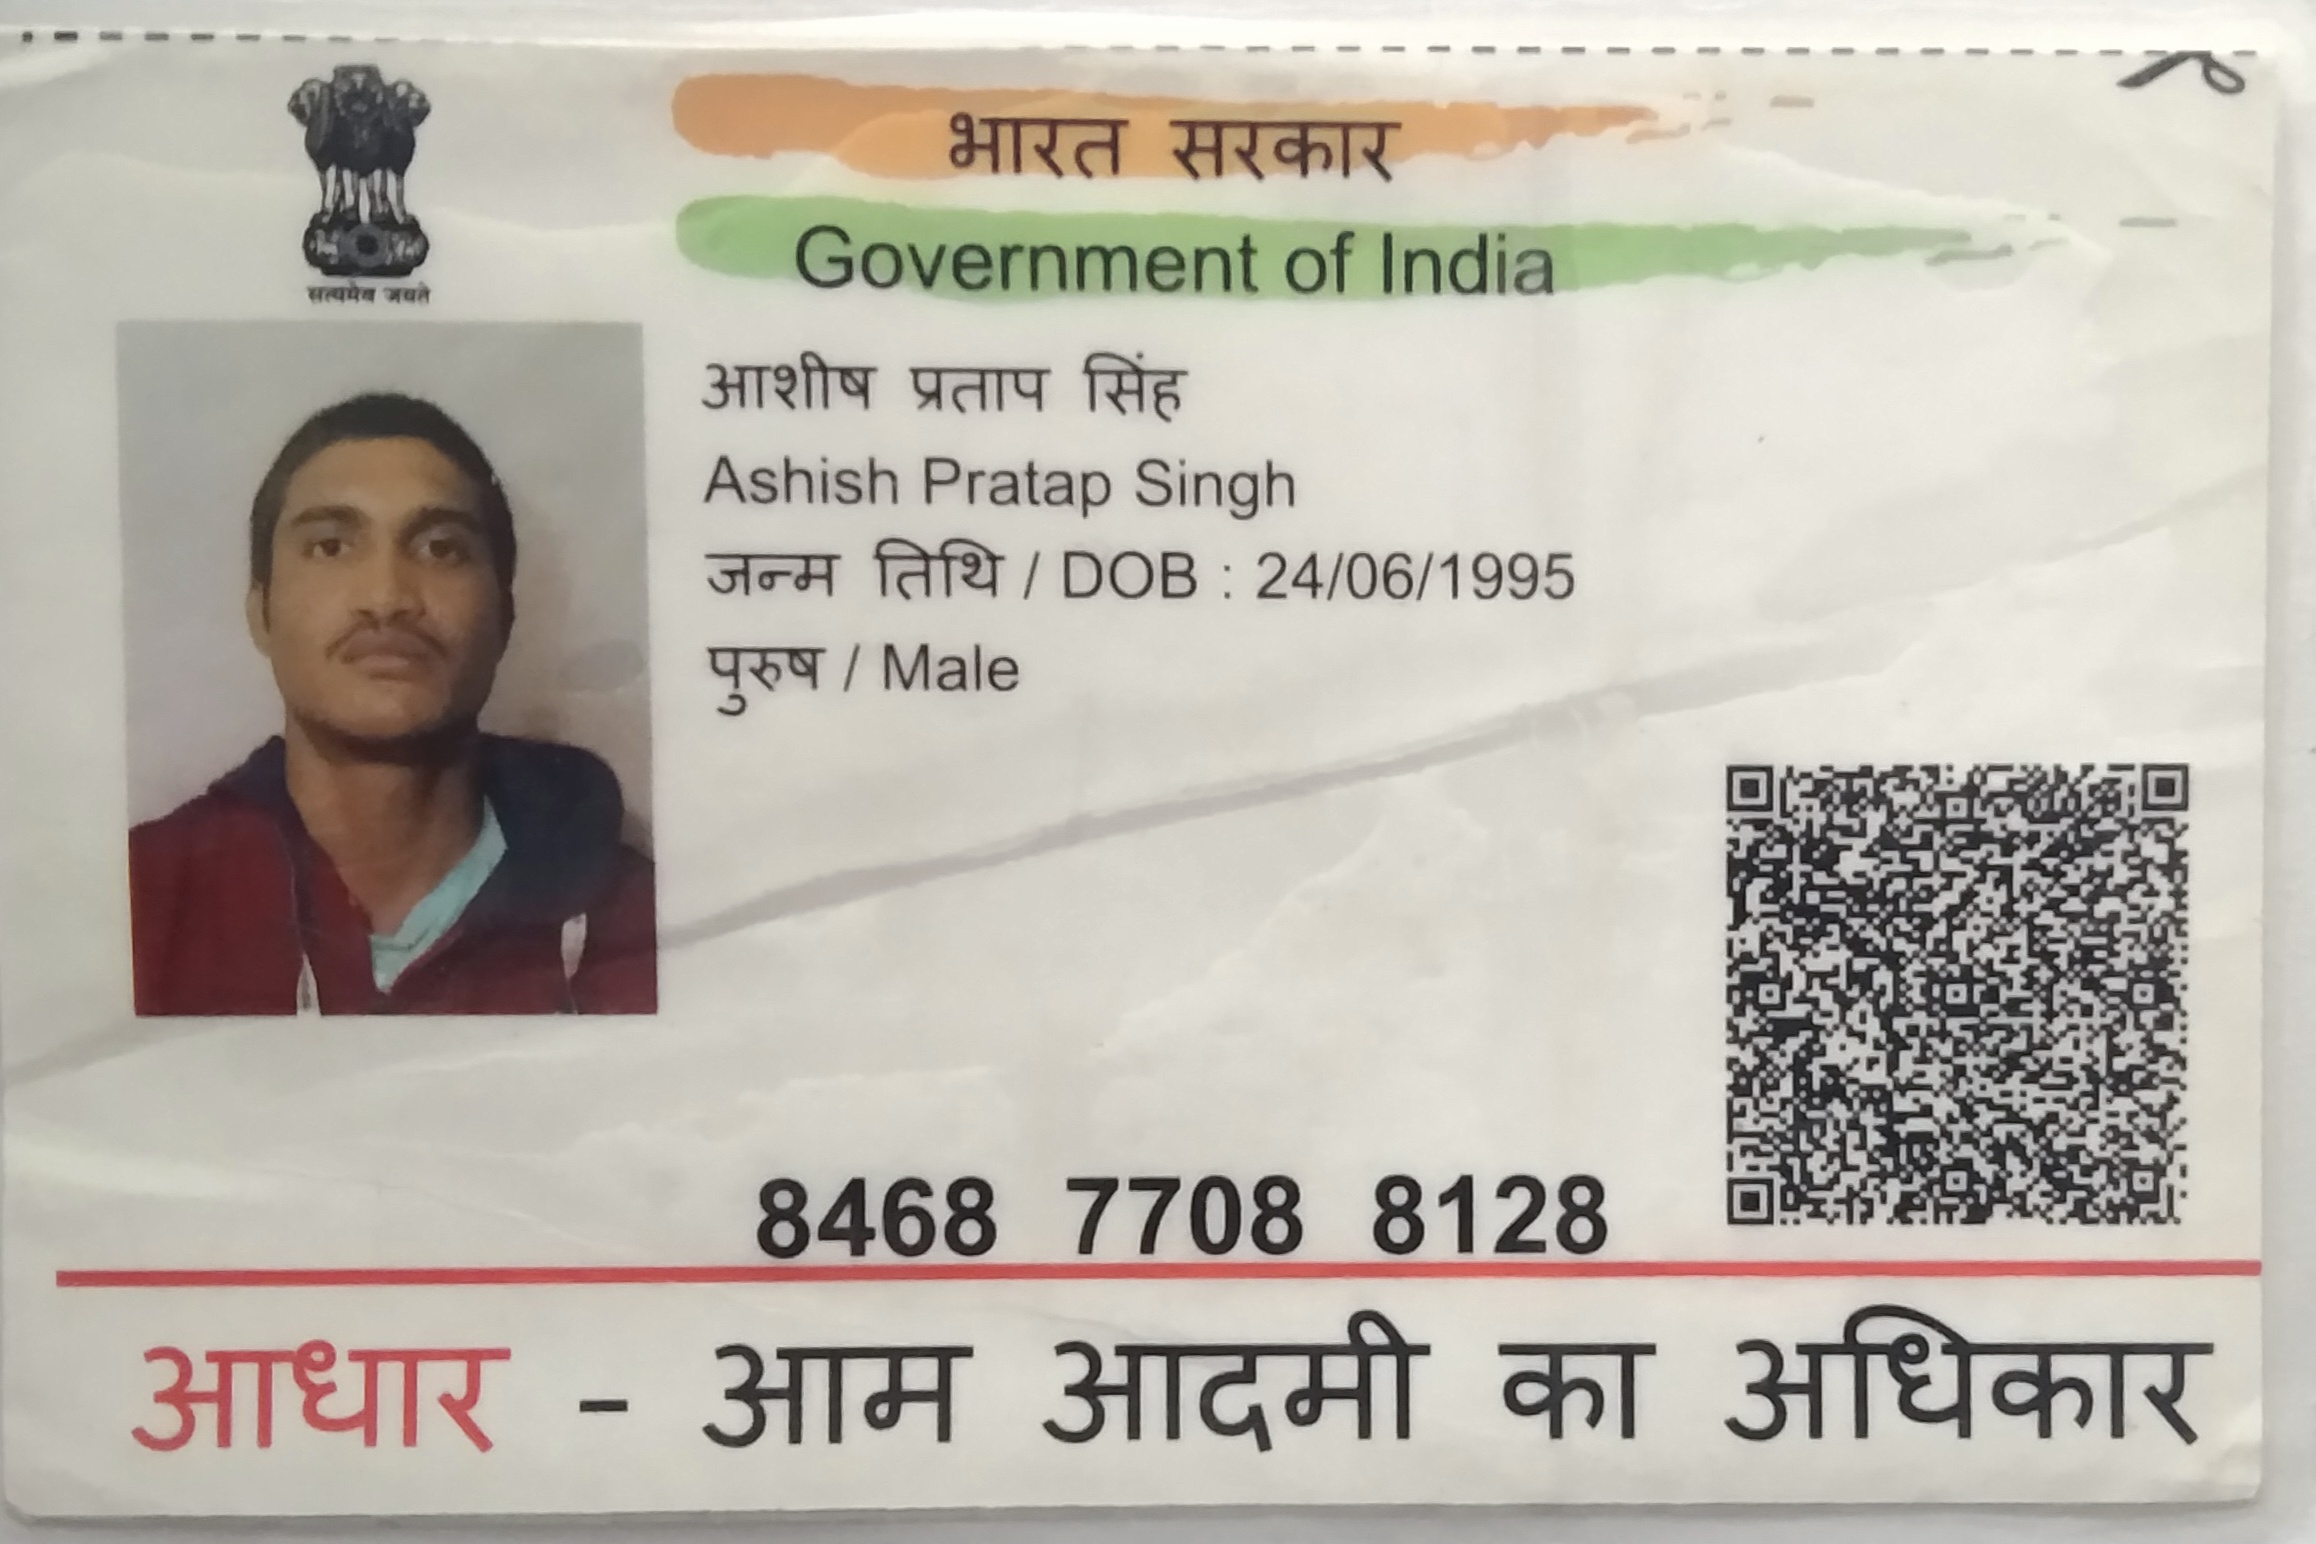 सत्यमेव जयते
भारत सरकार
Government of India
आशीष प्रताप सिंह
Ashish Pratap Singh
जन्म तिथि / DOB : 24/06/1995
पुरुष / Male
8468 7708 8128
आधार - आम आदमी का अधिकार